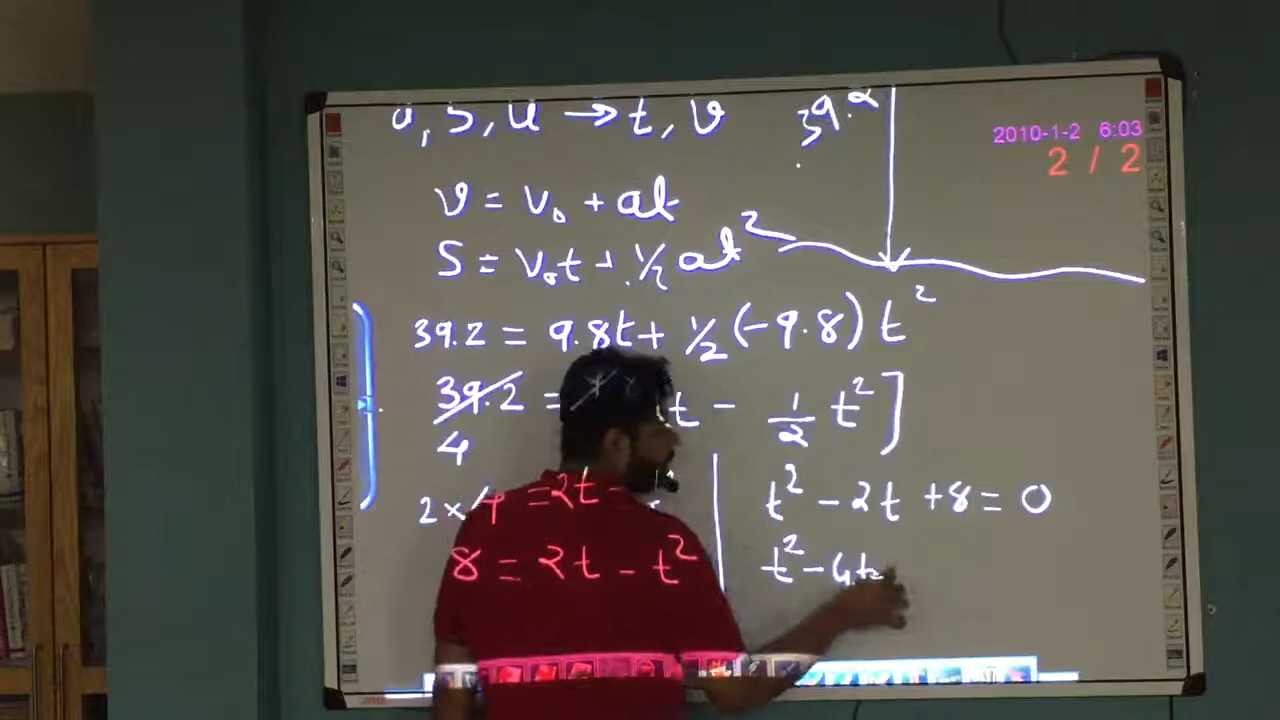 , S, u → t, v
39.2
2010-1-2 6:03
2 / 2
v = v₀ + at
S = v₀t + ½ at²
39.2 = 9.8t + ½ (-9.8) t²
39.2/4 = t - 1/2 t² ]
2 × 4 = 2t -
8 = 2t - t²
t² - 2t + 8 = 0
t² - 4t